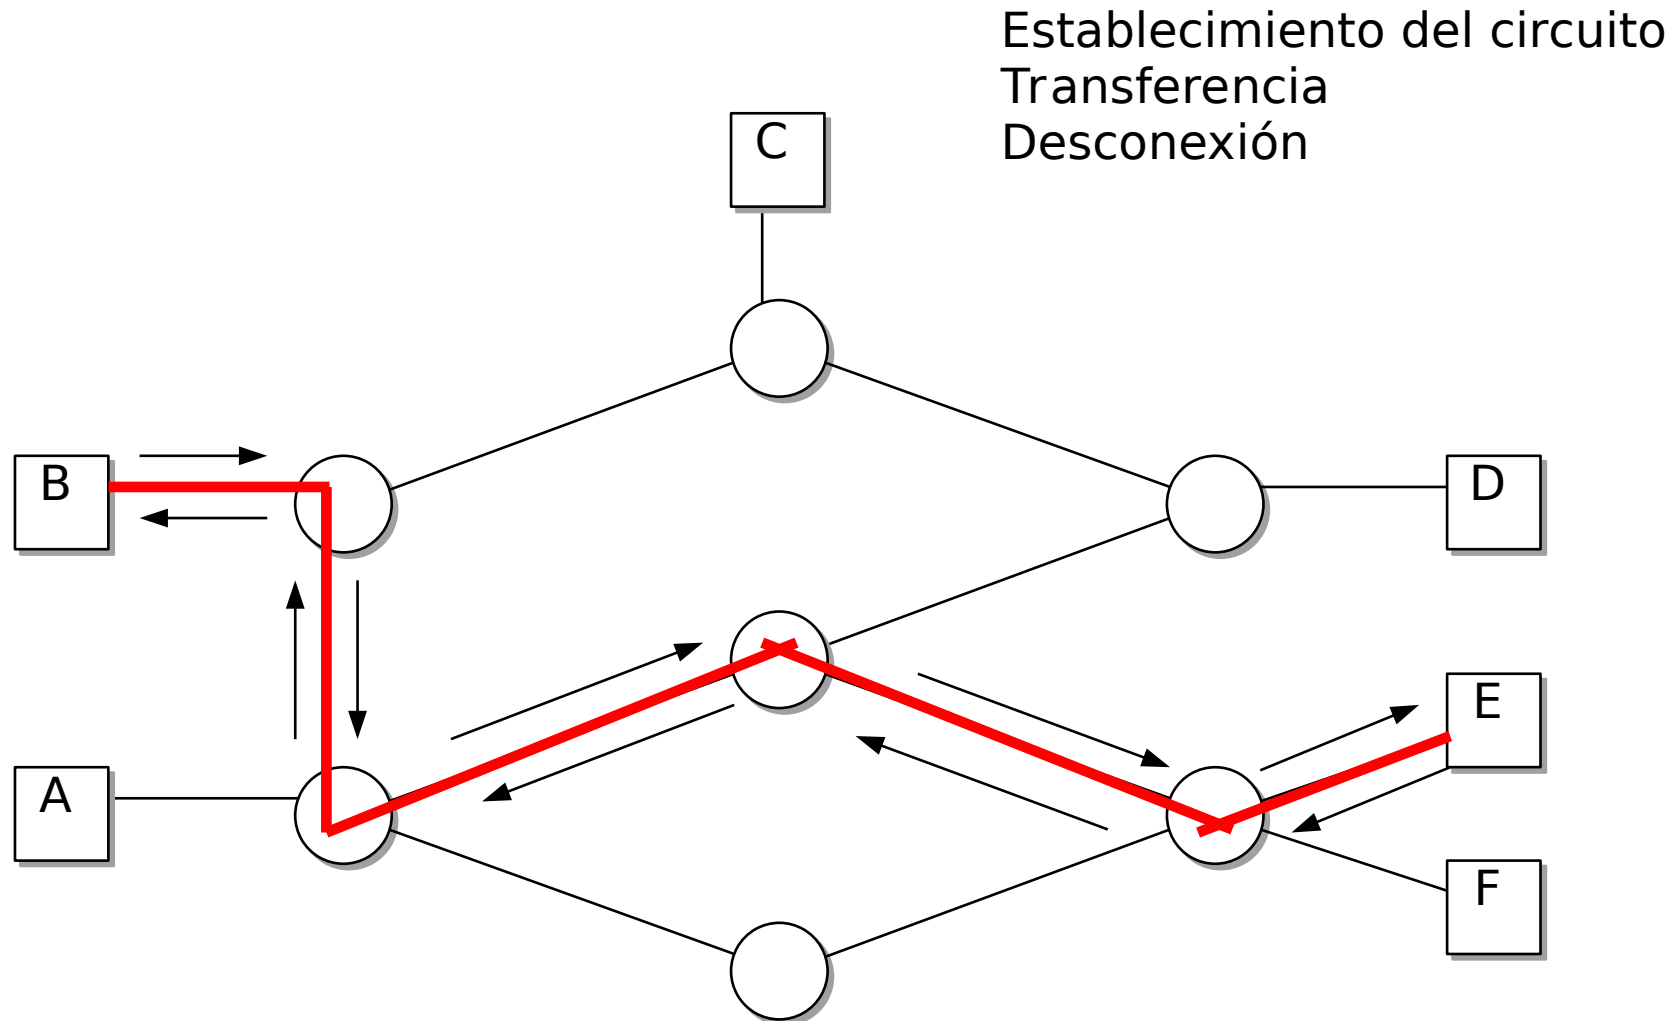 Establecimiento del circuito
Transferencia
Desconexión
C
B
D
E
A
F